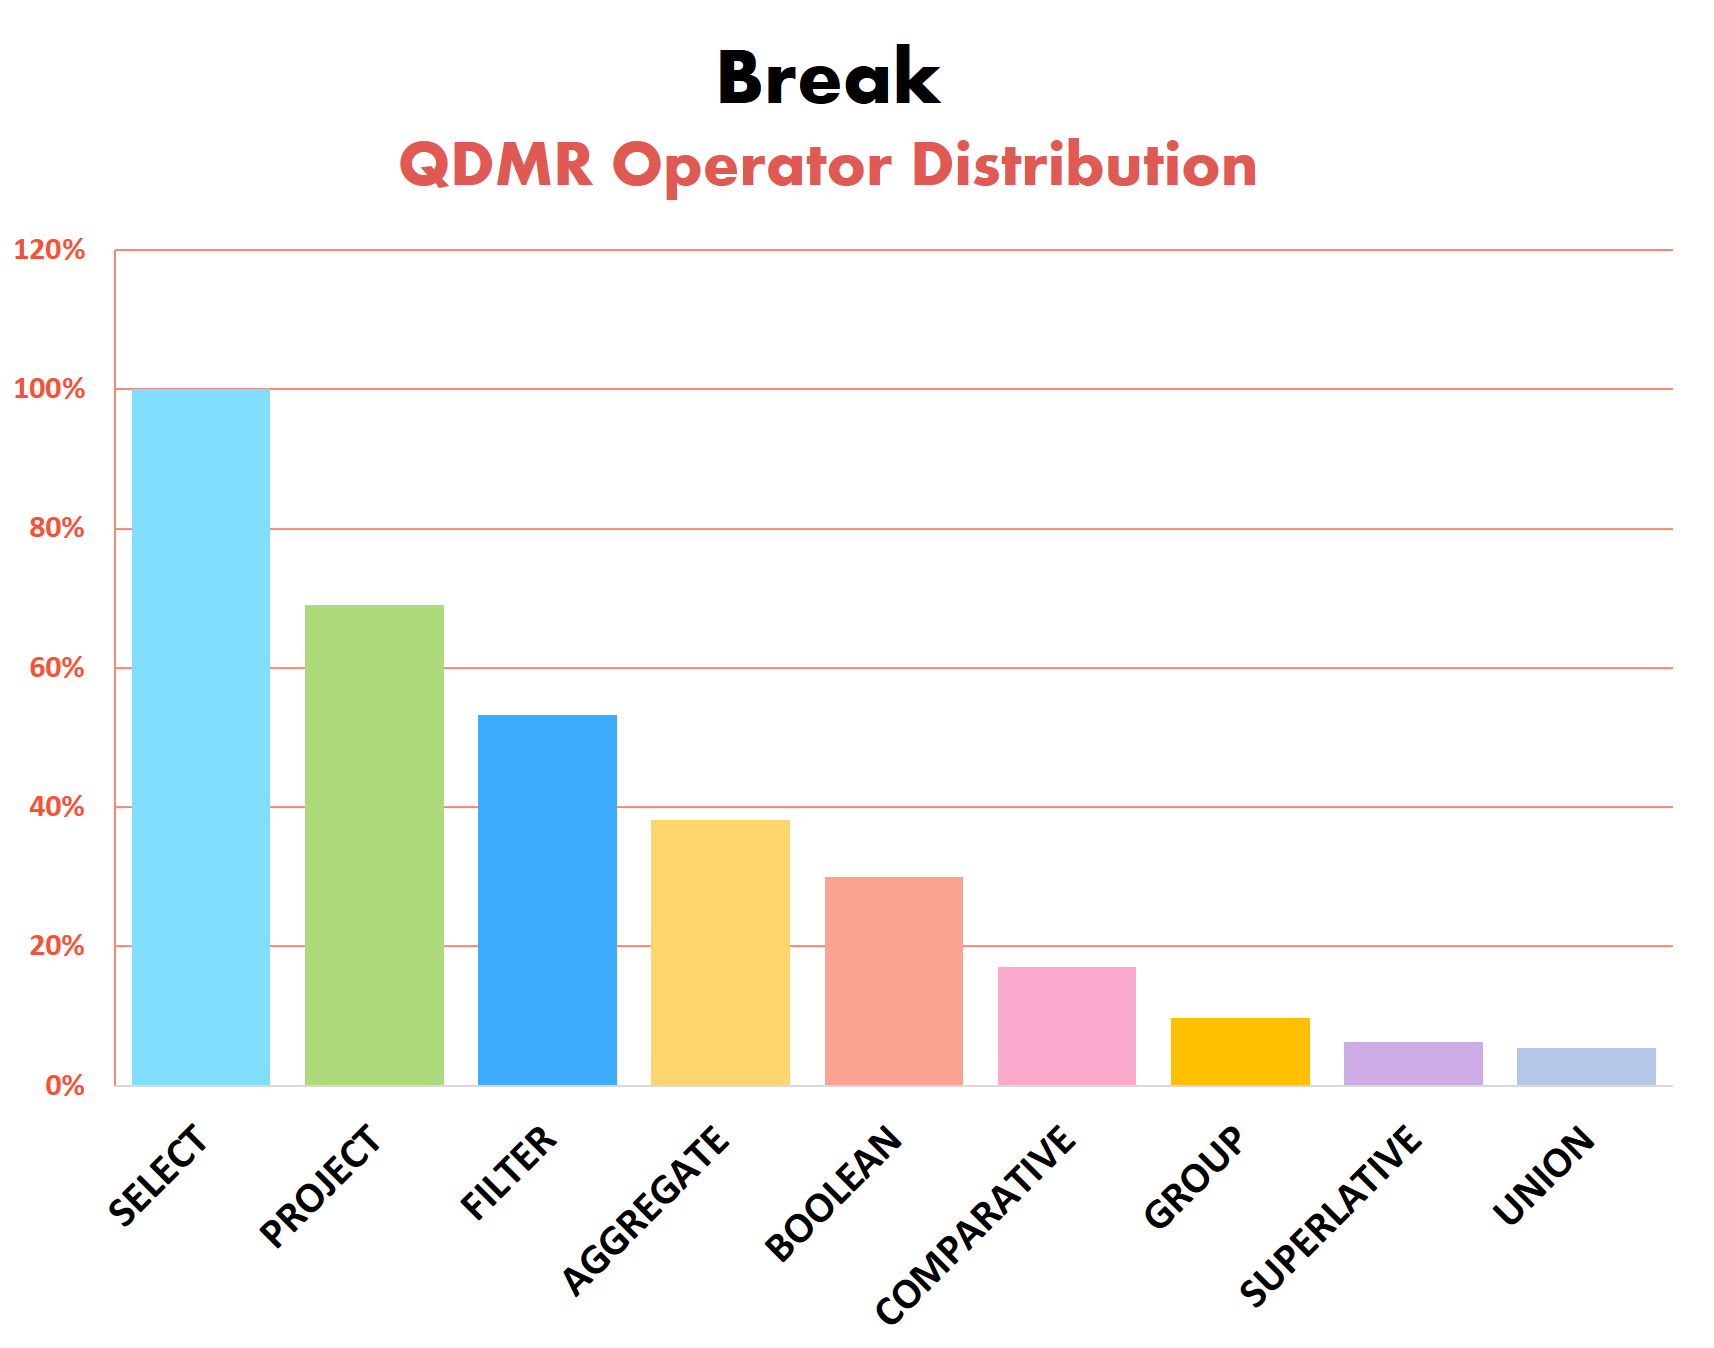 Break
QDMR Operator Distribution
120%
100%
80%
60%
40%
20%
0%
SELECT
PROJECT
FILTER
AGGREGATE
BOOLEAN
COMPARATIVE
GROUP
SUPERLATIVE
UNION